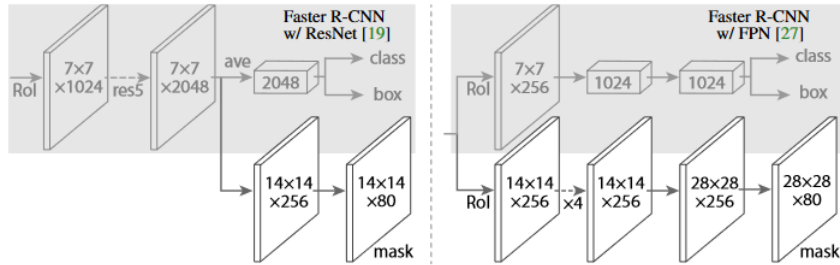 Faster R-CNN
w/ ResNet [19]
RoI
7×7
×1024
res5
7×7
×2048
ave
2048
class
box
14×14
×256
14×14
×80
mask
Faster R-CNN
w/ FPN [27]
RoI
7×7
×256
1024
1024
class
box
RoI
14×14
×256
×4
14×14
×256
28×28
×256
28×28
×80
mask